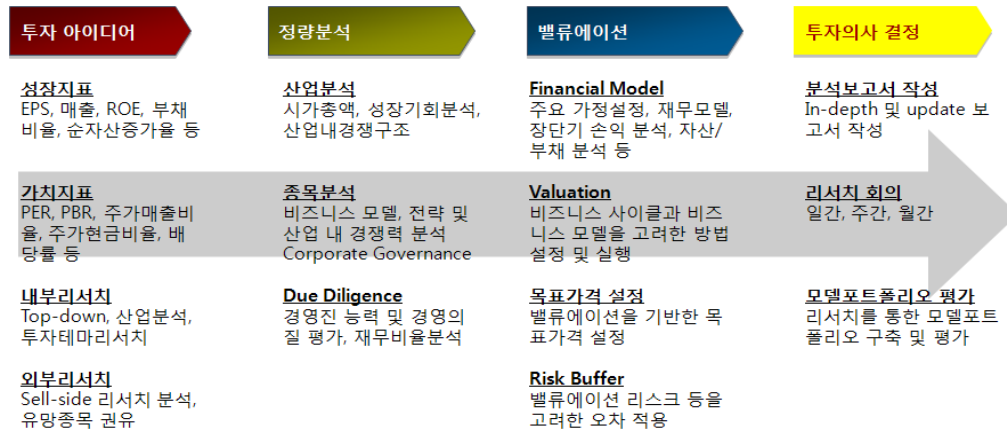 투자 아이디어
성장지표
EPS, 매출, ROE, 부채
비율, 순자산증가율 등
가치지표
PER, PBR, 주가매출비
율, 주가현금비율, 배
당률 등
내부리서치
Top-down, 산업분석,
투자테마리서치
외부리서치
Sell-side 리서치 분석,
유망종목 권유
정량분석
산업분석
시가총액, 성장기회분석,
산업내경쟁구조
종목분석
비즈니스 모델, 전략 및
산업 내 경쟁력 분석
Corporate Governance
Due Diligence
경영진 능력 및 경영의
질 평가, 재무비율분석
밸류에이션
Financial Model
주요 가정설정, 재무모델,
장단기 손익 분석, 자산/
부채 분석 등
Valuation
비즈니스 사이클과 비즈
니스 모델을 고려한 방법
설정 및 실행
목표가격 설정
밸류에이션을 기반한 목
표가격 설정
Risk Buffer
밸류에이션 리스크 등을
고려한 오차 적용
투자의사 결정
분석보고서 작성
In-depth 및 update 보
고서 작성
리서치 회의
일간, 주간, 월간
모델포트폴리오 평가
리서치를 통한 모델포트
폴리오 구축 및 평가